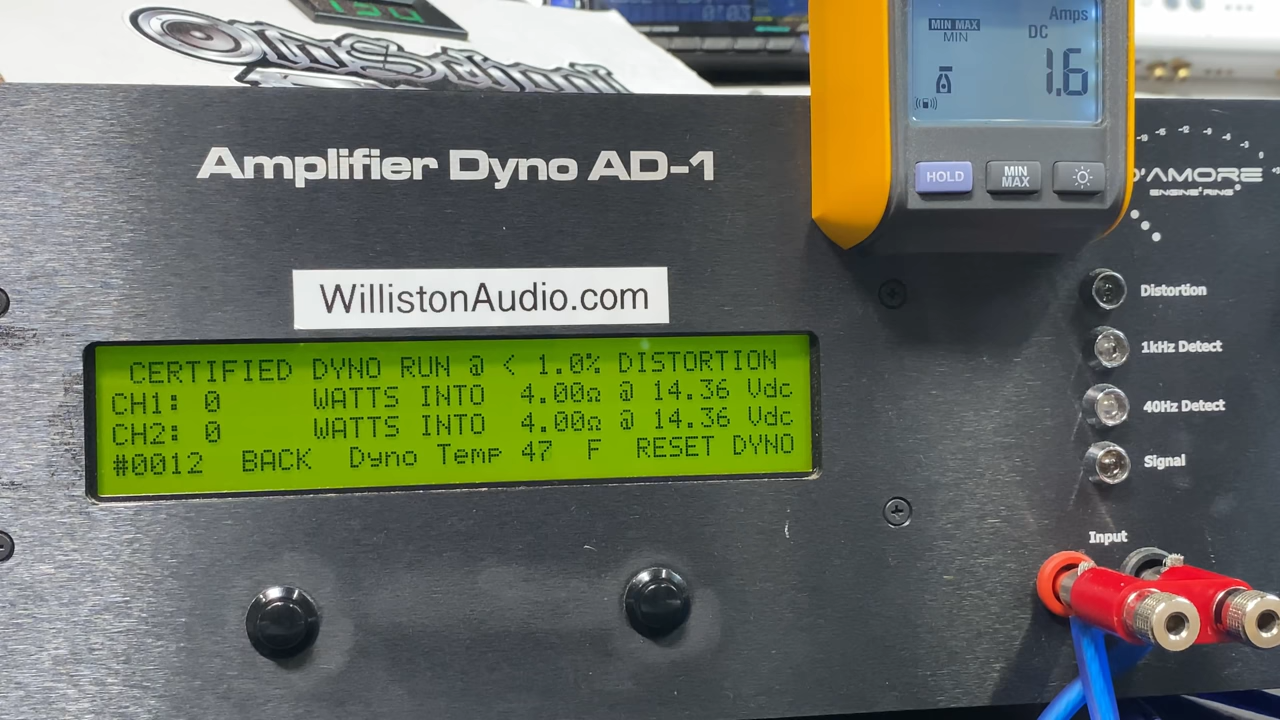 190
OldSchool
MIN MAX
MIN
Amps
DC
1.6
HOLD
MIN
MAX
Amplifier Dyno AD-1
D'AMORE
ENGINEERING
WillistonAudio.com
CERTIFIED DYNO RUN @ < 1.0% DISTORTION
CH1: 0 WATTS INTO 4.00Ω @ 14.36 Vdc
CH2: 0 WATTS INTO 4.00Ω @ 14.36 Vdc
#0012 BACK Dyno Temp 47 F RESET DYNO
Distortion
1kHz Detect
40Hz Detect
Signal
Input